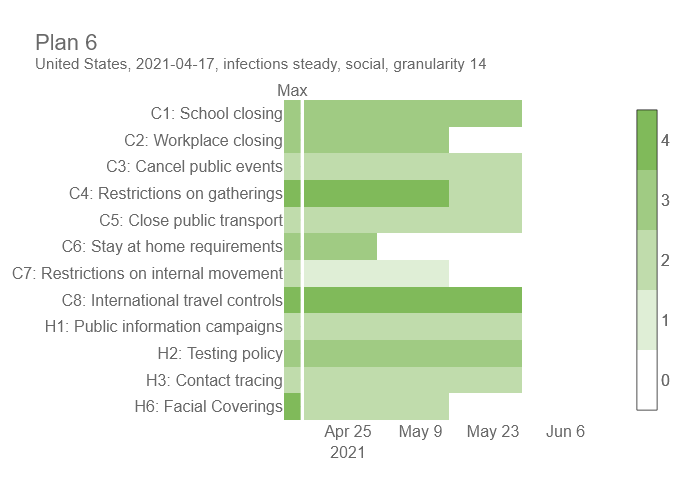 Plan 6
United States, 2021-04-17, infections steady, social, granularity 14
Max
C1: School closing
C2: Workplace closing
C3: Cancel public events
C4: Restrictions on gatherings
C5: Close public transport
C6: Stay at home requirements
C7: Restrictions on internal movement
C8: International travel controls
H1: Public information campaigns
H2: Testing policy
H3: Contact tracing
H6: Facial Coverings
Apr 25 May 9 May 23 Jun 6
2021
4
3
2
1
0